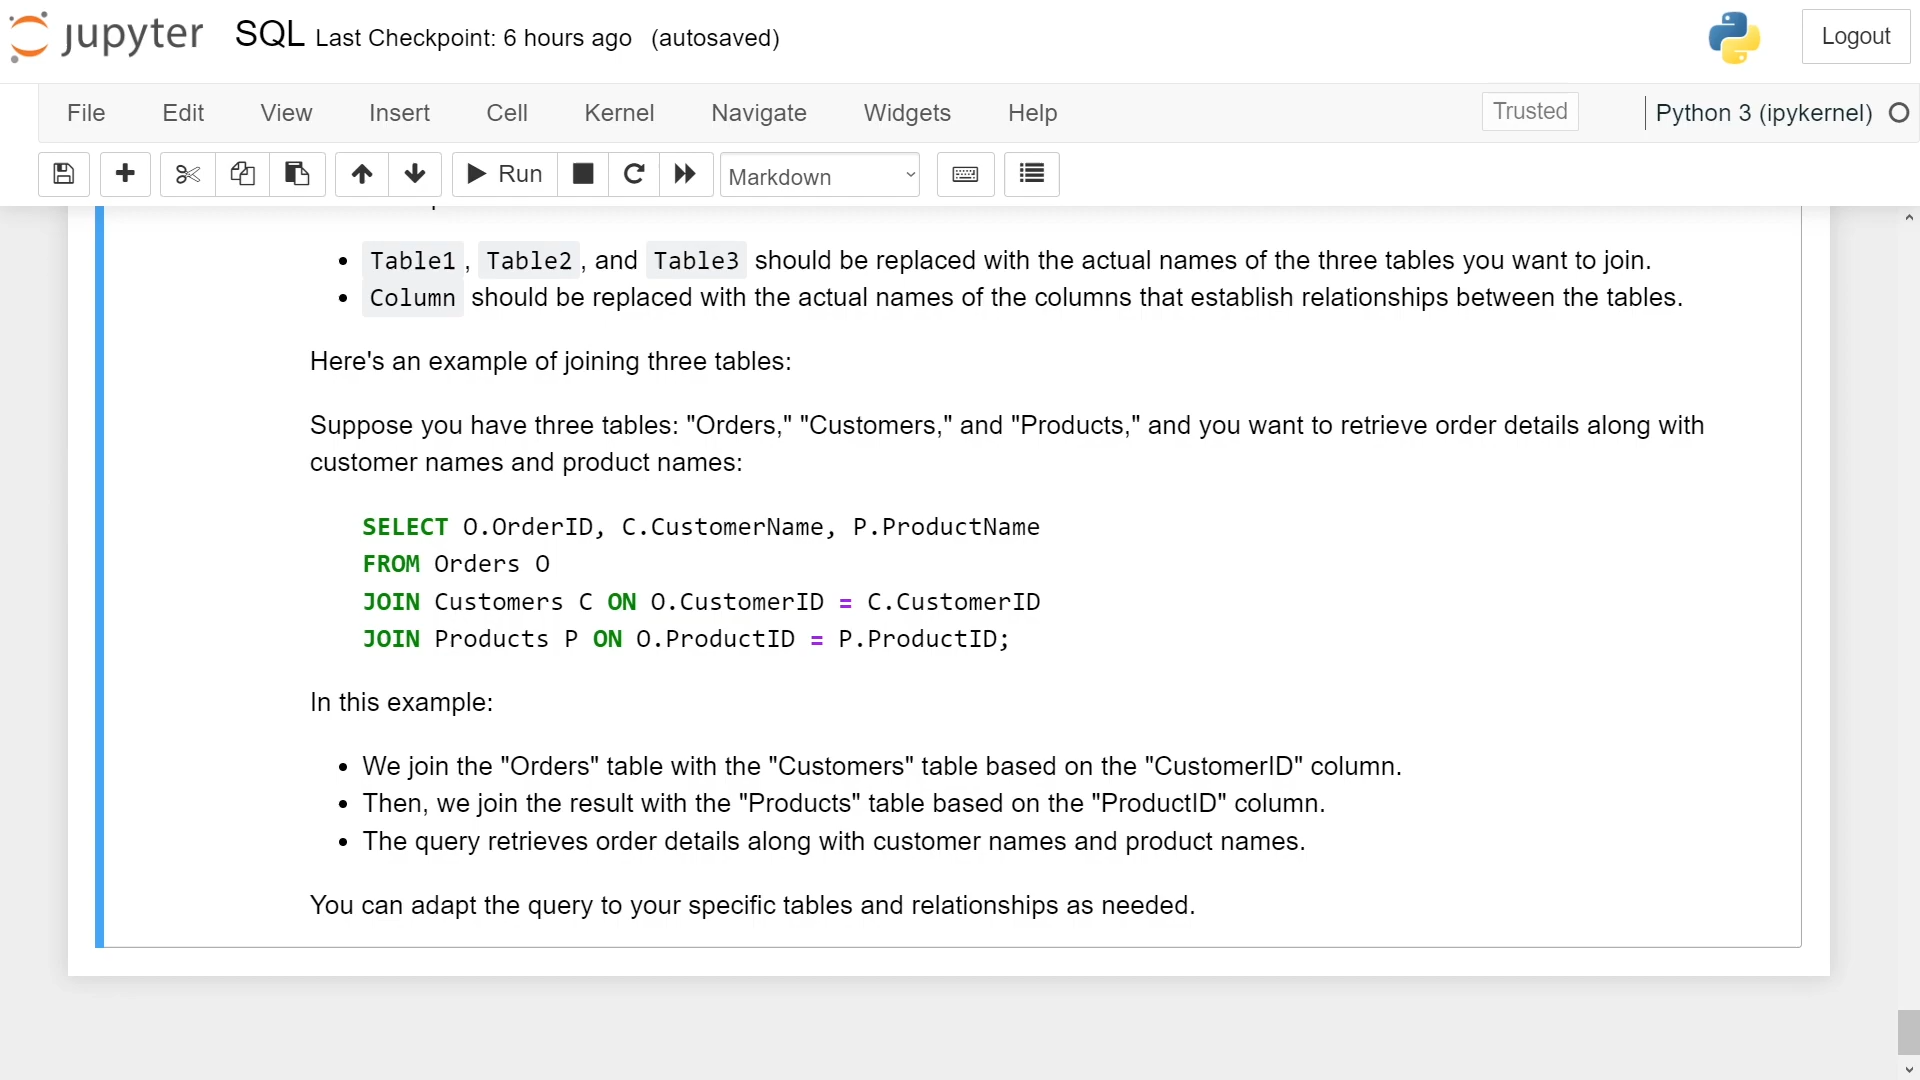 jupyter SQL Last Checkpoint: 6 hours ago (autosaved)
Logout
File Edit View Insert Cell Kernel Navigate Widgets Help
Trusted
Python 3 (ipykernel)
Run
Markdown
Table1, Table2, and Table3 should be replaced with the actual names of the three tables you want to join.
Column should be replaced with the actual names of the columns that establish relationships between the tables.
Here's an example of joining three tables:
Suppose you have three tables: "Orders," "Customers," and "Products," and you want to retrieve order details along with
customer names and product names:
SELECT O.OrderID, C.CustomerName, P.ProductName
FROM Orders O
JOIN Customers C ON O.CustomerID = C.CustomerID
JOIN Products P ON O.ProductID = P.ProductID;
In this example:
We join the "Orders" table with the "Customers" table based on the "CustomerID" column.
Then, we join the result with the "Products" table based on the "ProductID" column.
The query retrieves order details along with customer names and product names.
You can adapt the query to your specific tables and relationships as needed.